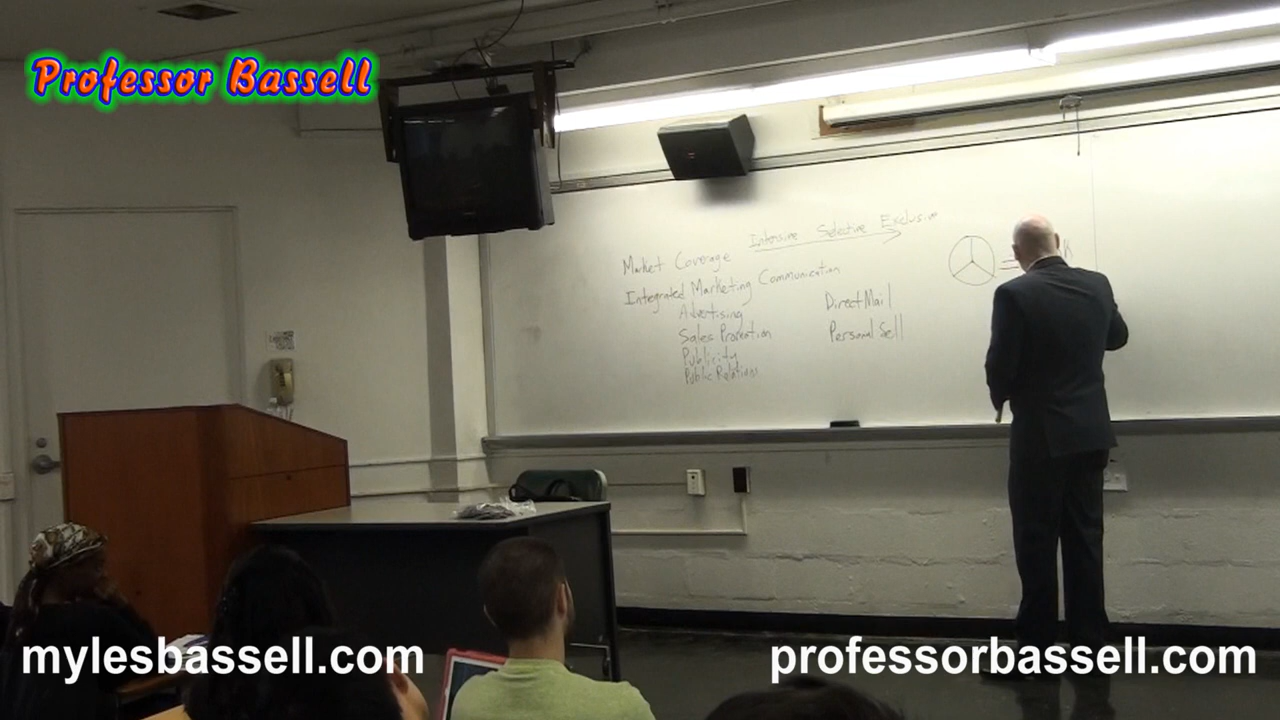 Professor Bassell
Intensive Selective Exclusive
Market Coverage
Integrated Marketing Communication
Advertising
Direct Mail
Sales Promotion
Personal Sell
Publicity
Public Relations
mylesbassell.com
professorbassell.com